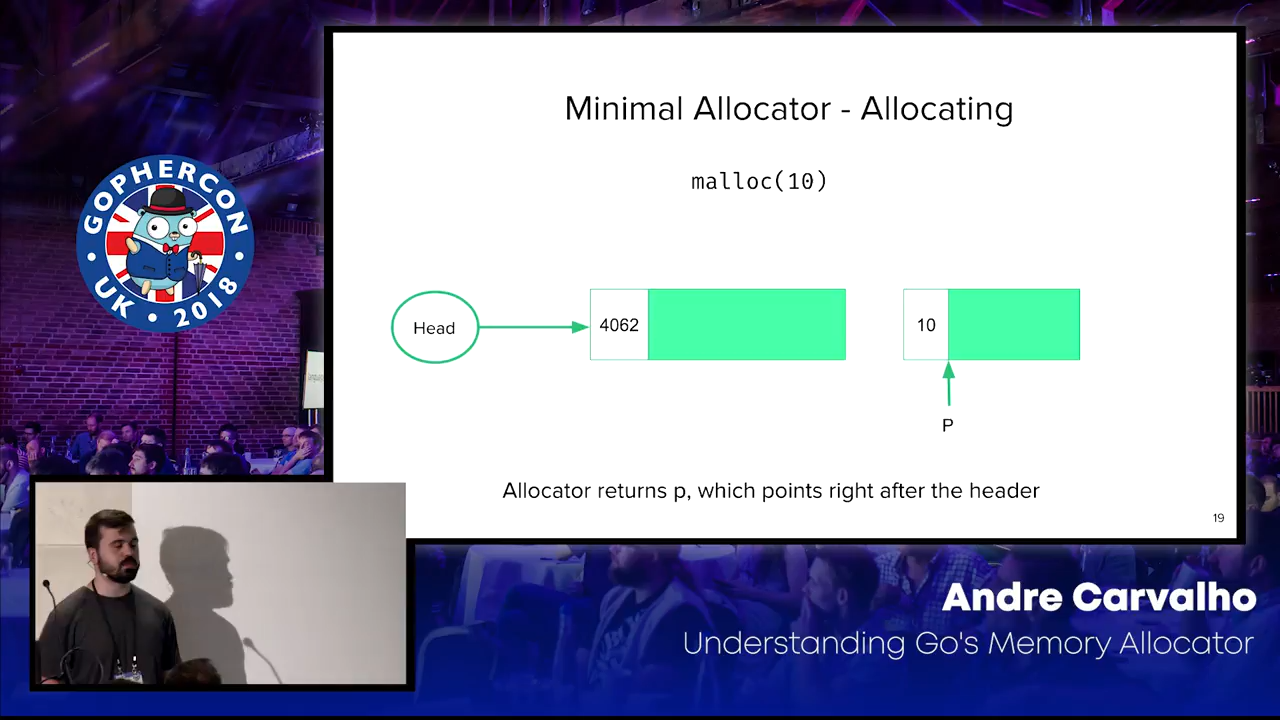 Minimal Allocator - Allocating
malloc(10)
GOPHERCON
UK • 2018
Head
4062
10
P
Allocator returns p, which points right after the header
19
Andre Carvalho
Understanding Go's Memory Allocator